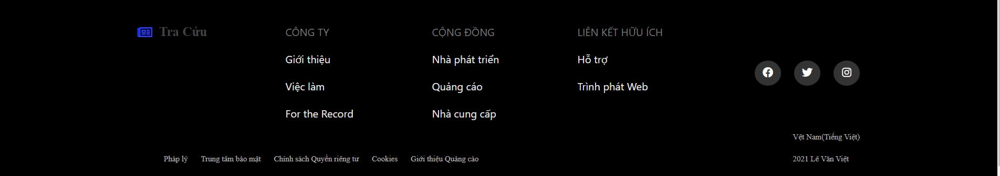 Tra Cứu
CÔNG TY
Giới thiệu
Việc làm
For the Record
CỘNG ĐỒNG
Nhà phát triển
Quảng cáo
Nhà cung cấp
LIÊN KẾT HỮU ÍCH
Hỗ trợ
Trình phát Web
Vệt Nam(Tiếng Việt)
Pháp lý Trung tâm bảo mật Chính sách Quyền riêng tư Cookies Giới thiệu Quảng cáo
2021 Lê Văn Việt